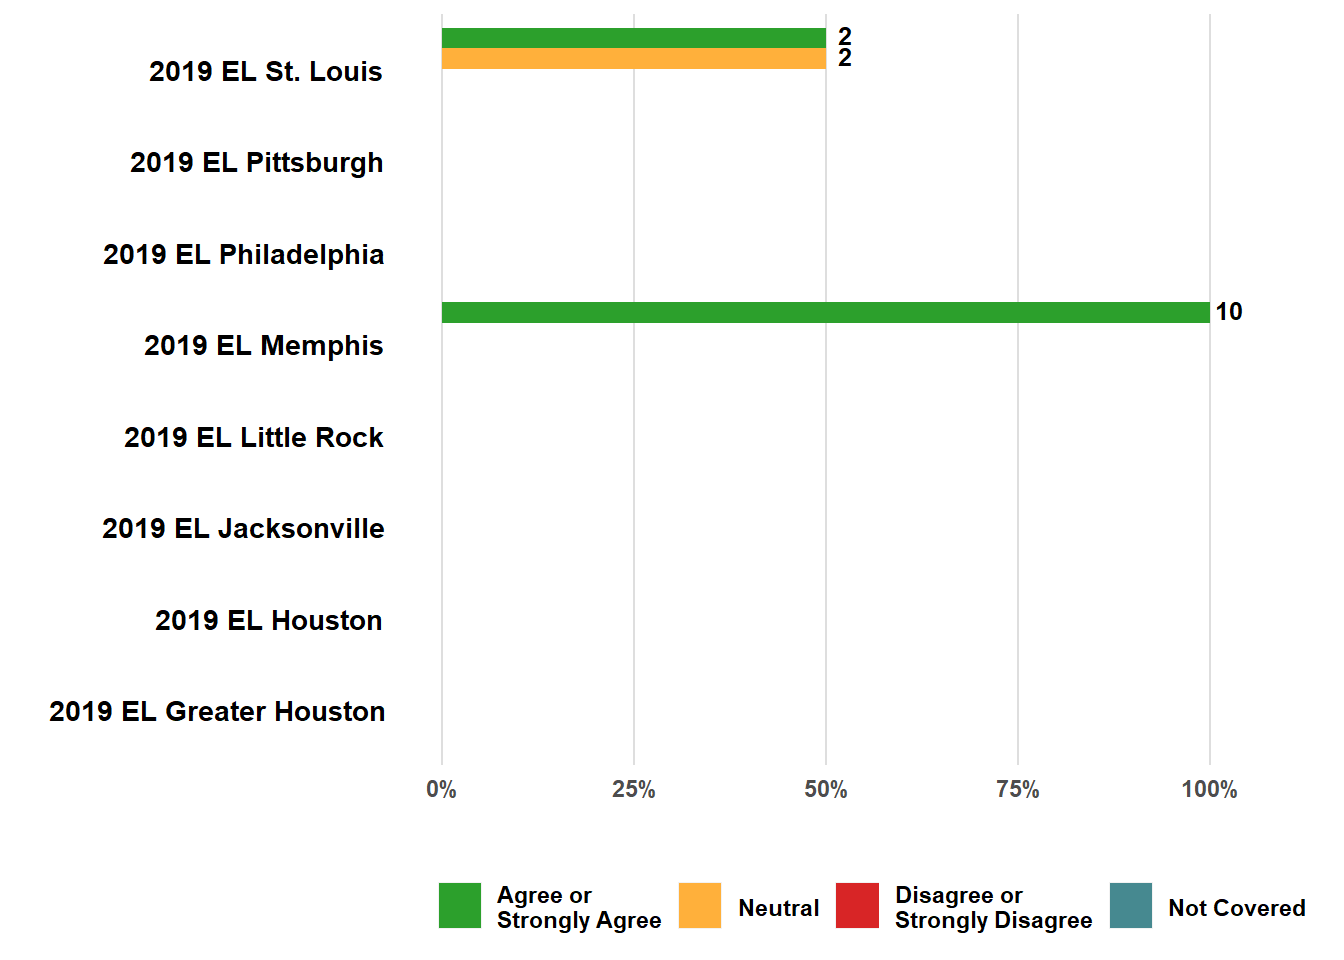 2
2
2019 EL St. Louis
2019 EL Pittsburgh
2019 EL Philadelphia
10
2019 EL Memphis
2019 EL Little Rock
2019 EL Jacksonville
2019 EL Houston
2019 EL Greater Houston
0% 25% 50% 75% 100%
Agree or
Strongly Agree
Neutral
Disagree or
Strongly Disagree
Not Covered